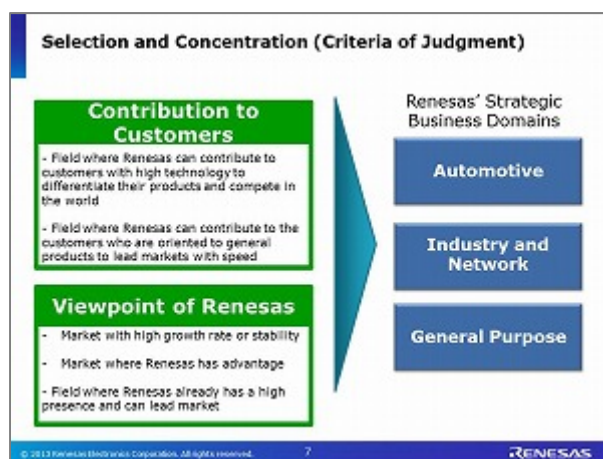 Selection and Concentration (Criteria of Judgment)
Contribution to
Customers
- Field where Renesas can contribute to
customers with high technology to
differentiate their products and compete in
the world
- Field where Renesas can contribute to the
customers who are oriented to general
products to lead markets with speed
Viewpoint of Renesas
- Market with high growth rate or stability
- Market where Renesas has advantage
- Field where Renesas already has a high
presence and can lead market
Renesas' Strategic
Business Domains
Automotive
Industry and
Network
General Purpose
© 2013 Renesas Electronics Corporation. All rights reserved.
7
RENESAS